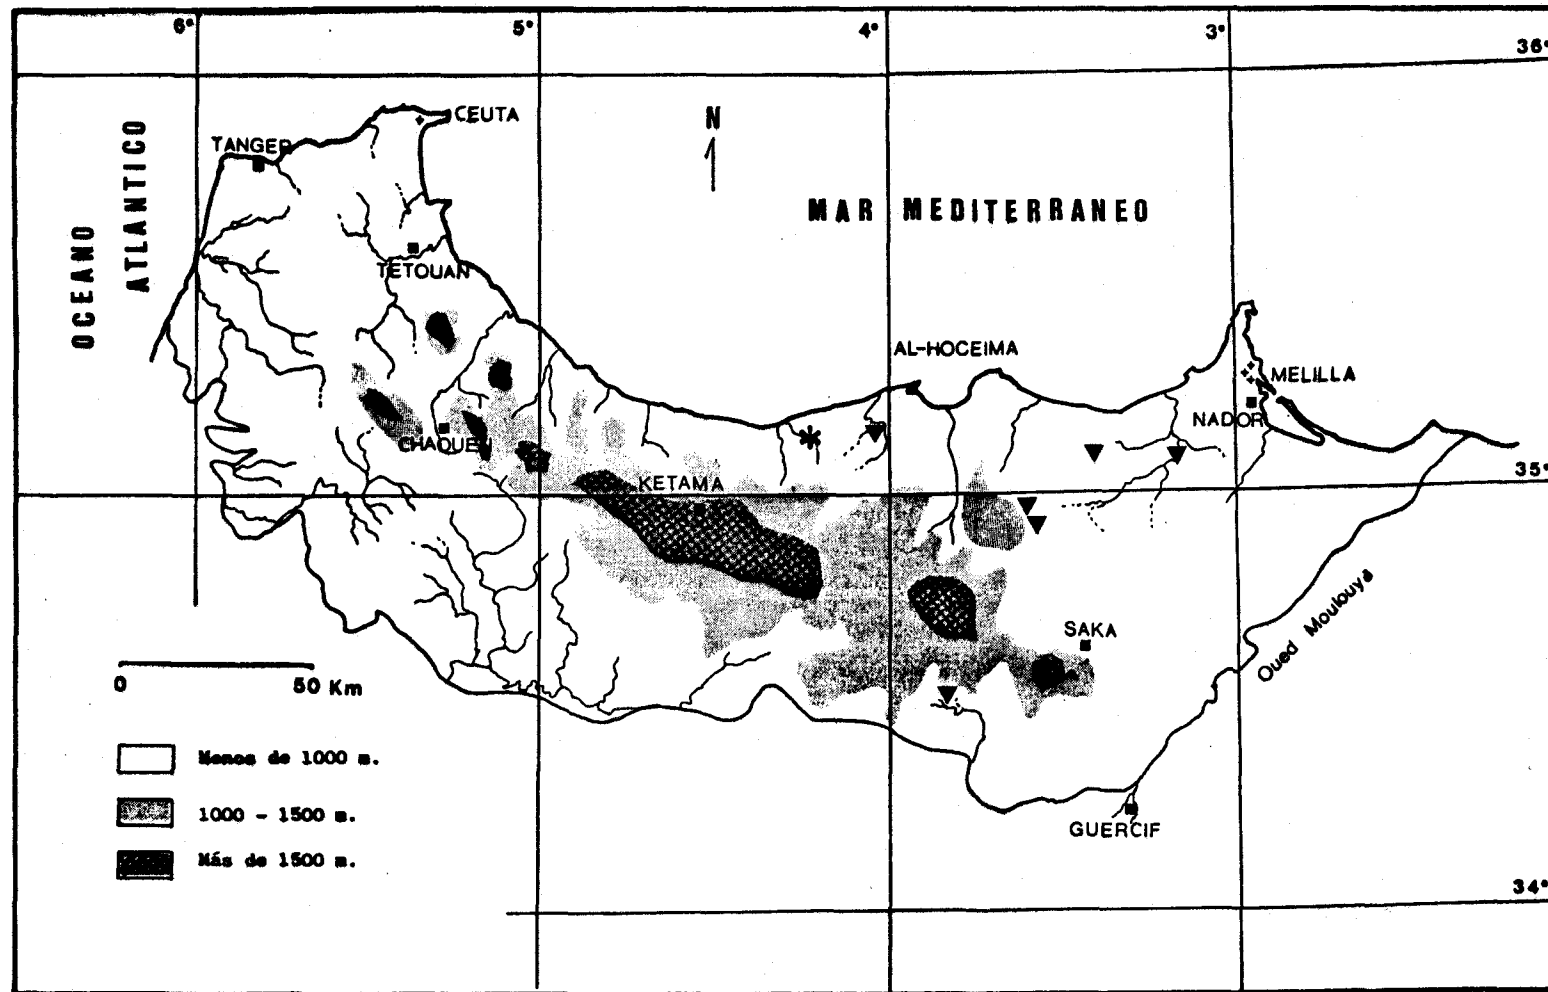 6° 5° 4° 3°
36°
CEUTA
TANGER
N
OCEANO
ATLANTICO
MAR MEDITERRANEO
TETOUAN
AL-HOCEIMA
MELILLA
NADOR
CHAQUEN
35°
KETAMA
SAKA
Oued Moulouya
0 50 Km
Menos de 1000 m.
1000 - 1500 m.
Más de 1500 m.
GUERCIF
34°